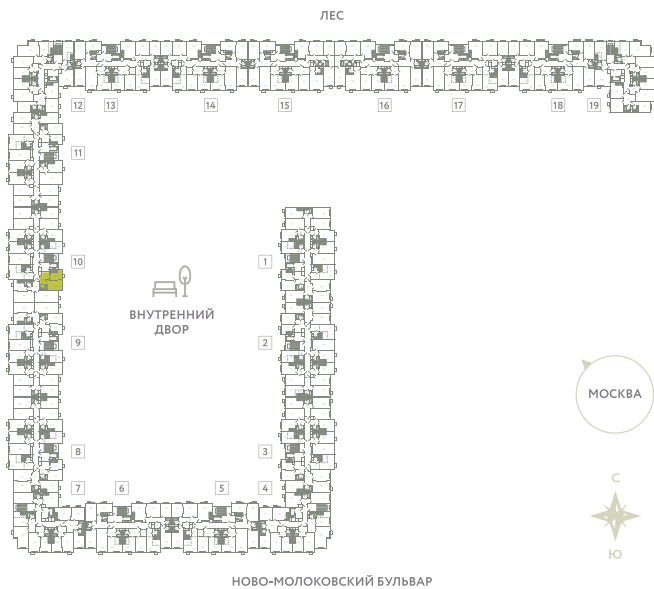 ЛЕС
12 13 14 15 16 17 18 19
11
10 1
ВНУТРЕННИЙ
ДВОР
9 2
МОСКВА
8 3
7 6 5 4
С
Ю
НОВО-МОЛОКОВСКИЙ БУЛЬВАР